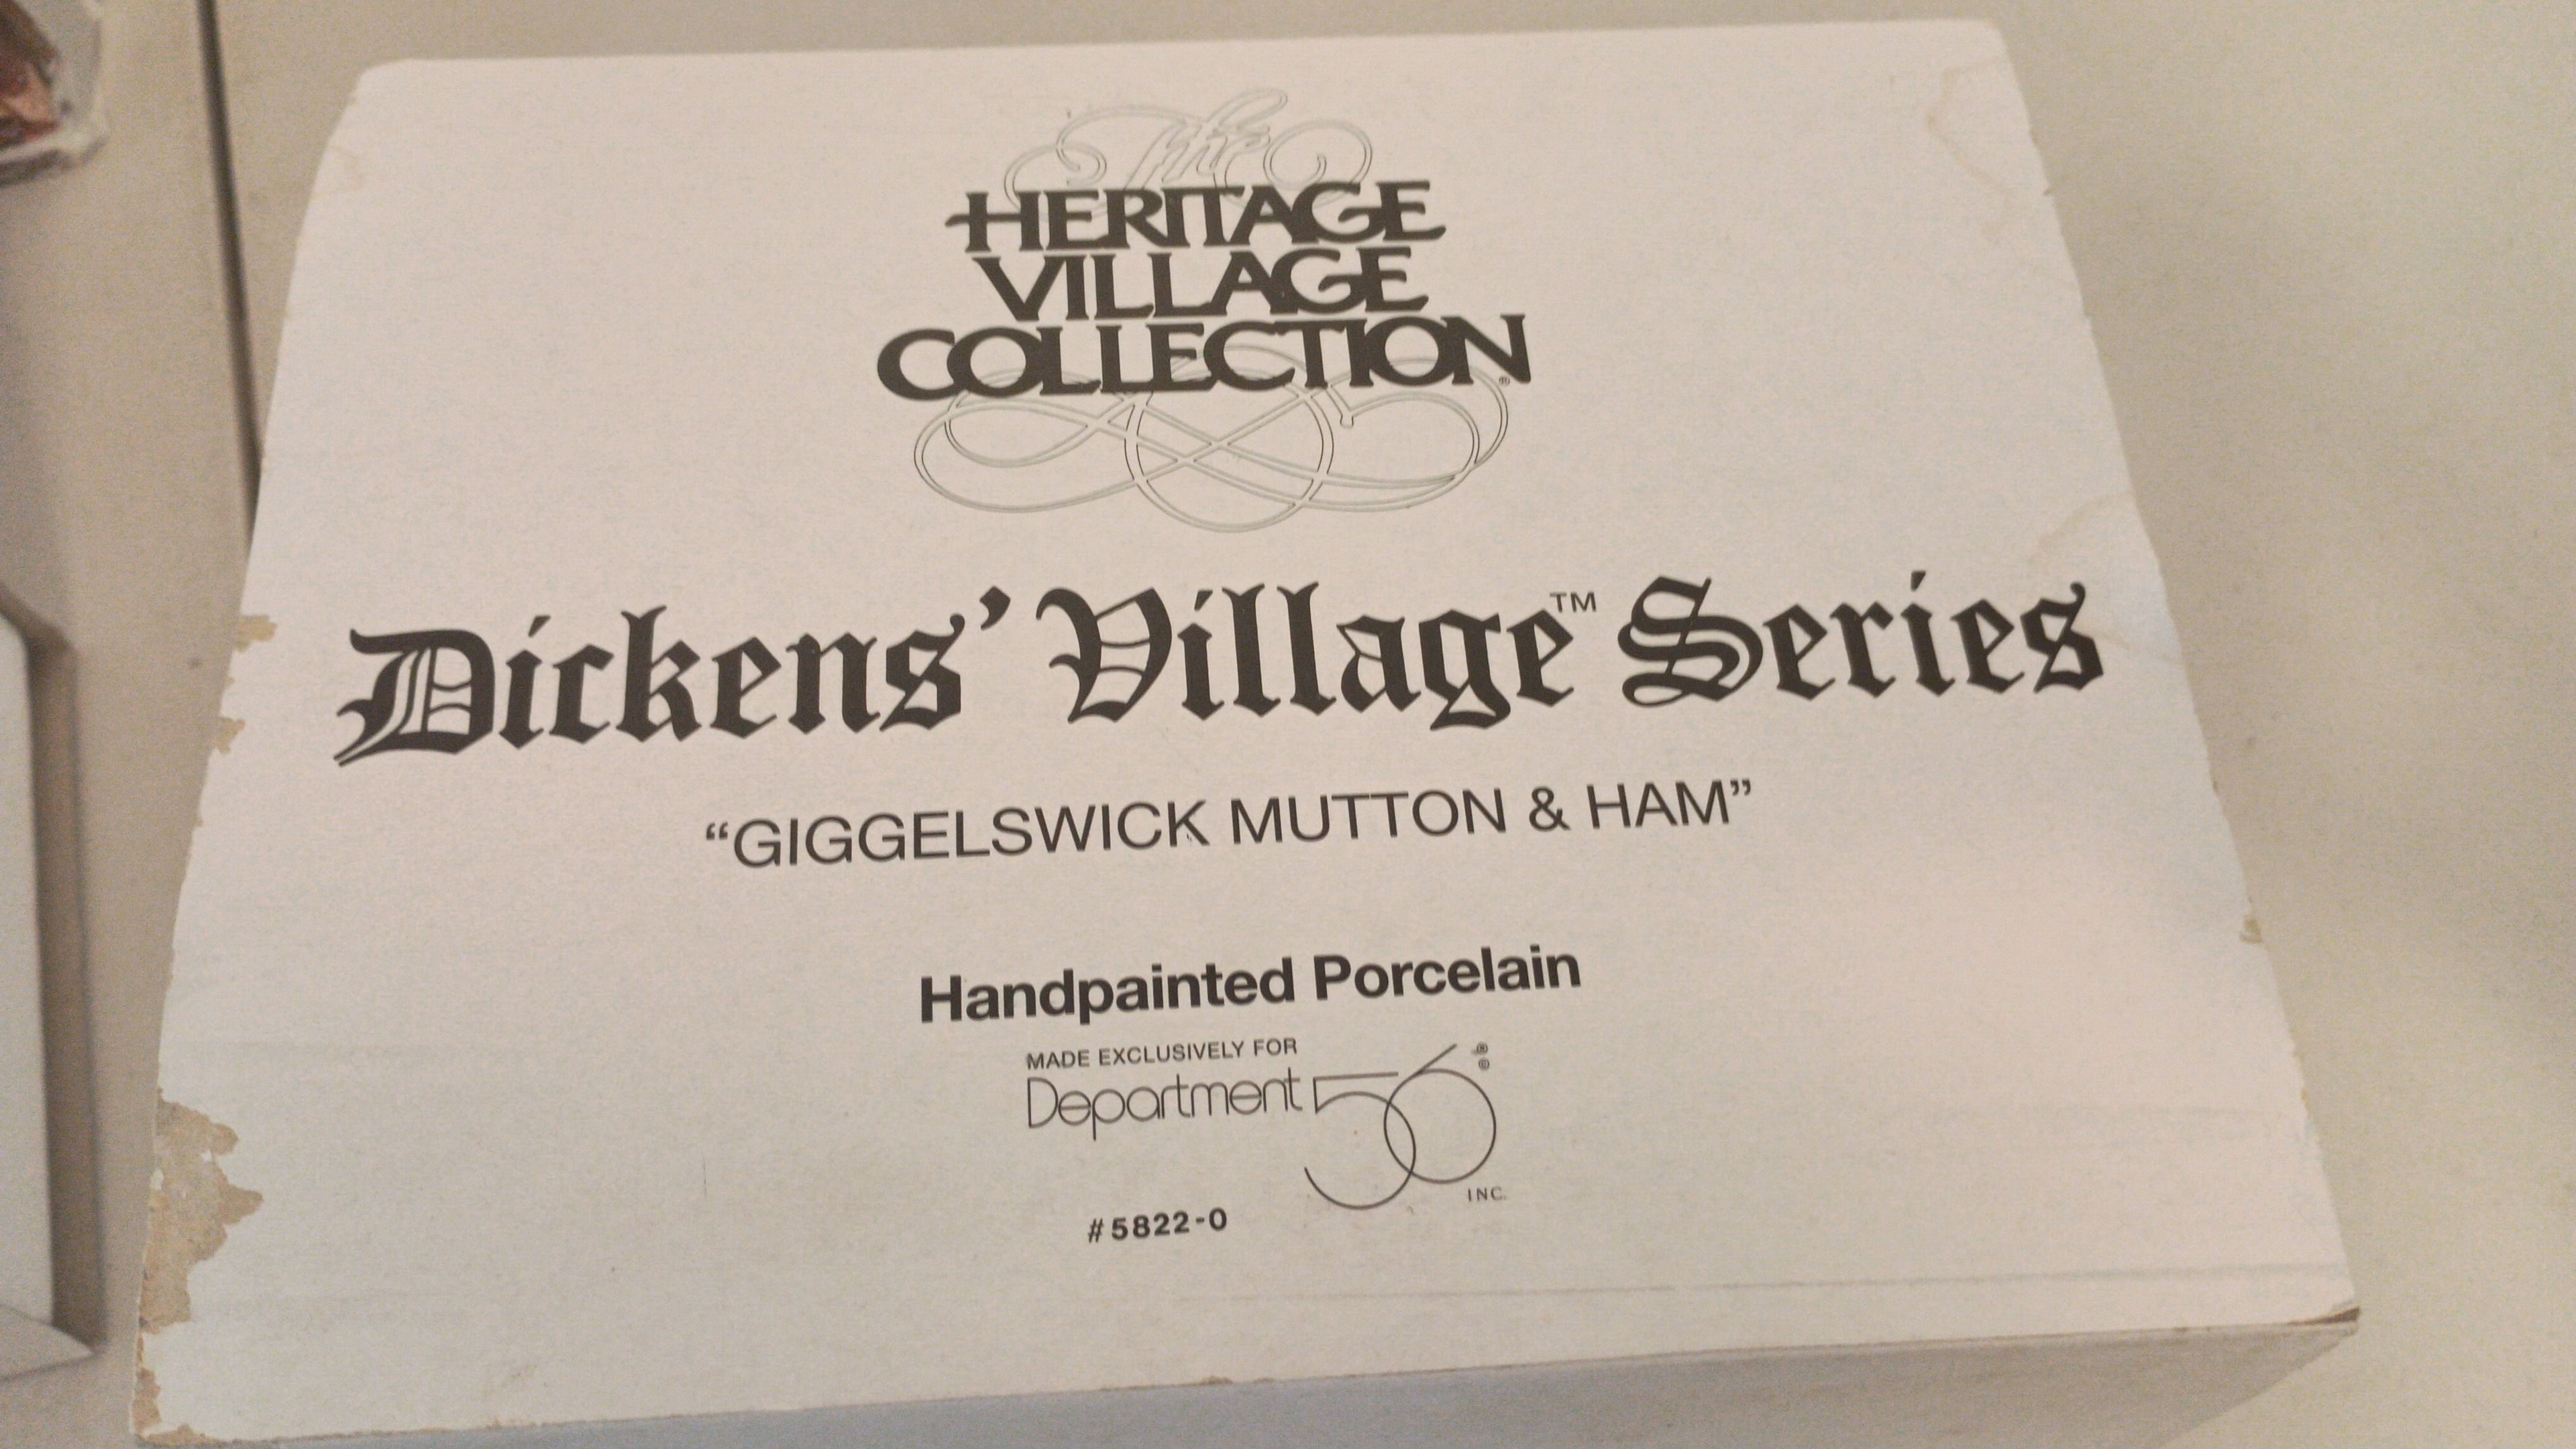 The
HERITAGE
VILLAGE
COLLECTION®
Dickens' Village™ Series
“GIGGELSWICK MUTTON & HAM”
Handpainted Porcelain
MADE EXCLUSIVELY FOR
Department 56 ® ©
INC.
#5822-0